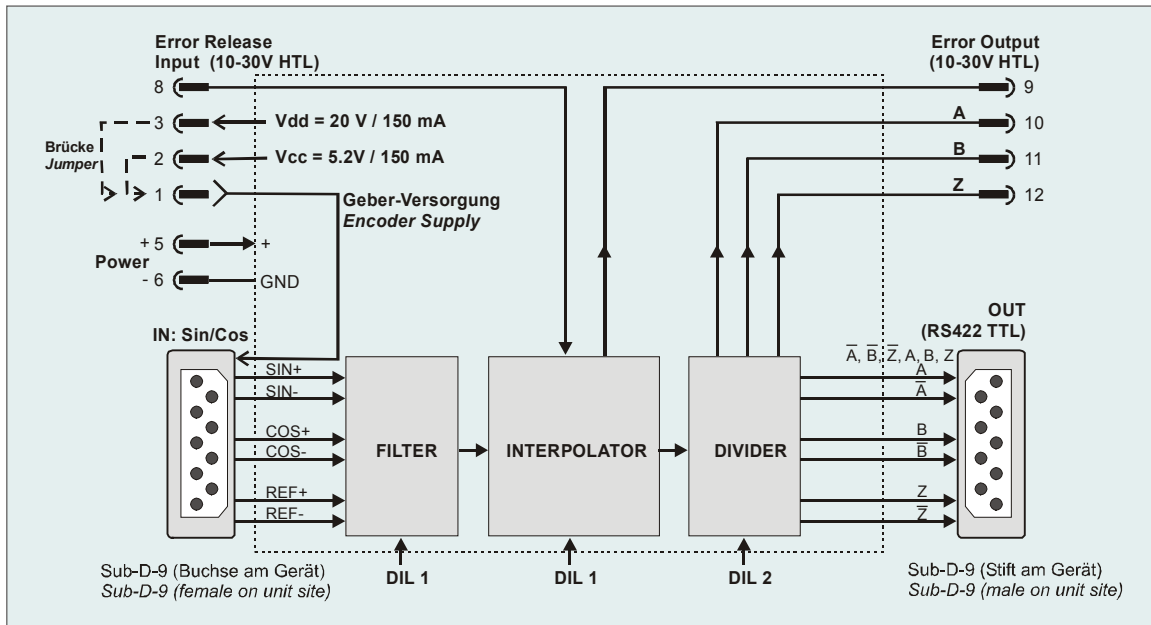 Error Release
Input (10-30V HTL)
8
3
Vdd = 20 V / 150 mA
Brücke
Jumper
2
Vcc = 5.2V / 150 mA
1
Geber-Versorgung
Encoder Supply
+ 5
+
Power
- 6
GND
Error Output
(10-30V HTL)
9
A
10
B
11
Z
12
IN: Sin/Cos
SIN+
SIN-
COS+
COS-
REF+
REF-
FILTER
INTERPOLATOR
DIVIDER
OUT
(RS422 TTL)
A̅, B̅, Z̅, A, B, Z
A
A̅
B
B̅
Z
Z̅
DIL 1
DIL 1
DIL 2
Sub-D-9 (Buchse am Gerät)
Sub-D-9 (female on unit site)
Sub-D-9 (Stift am Gerät)
Sub-D-9 (male on unit site)